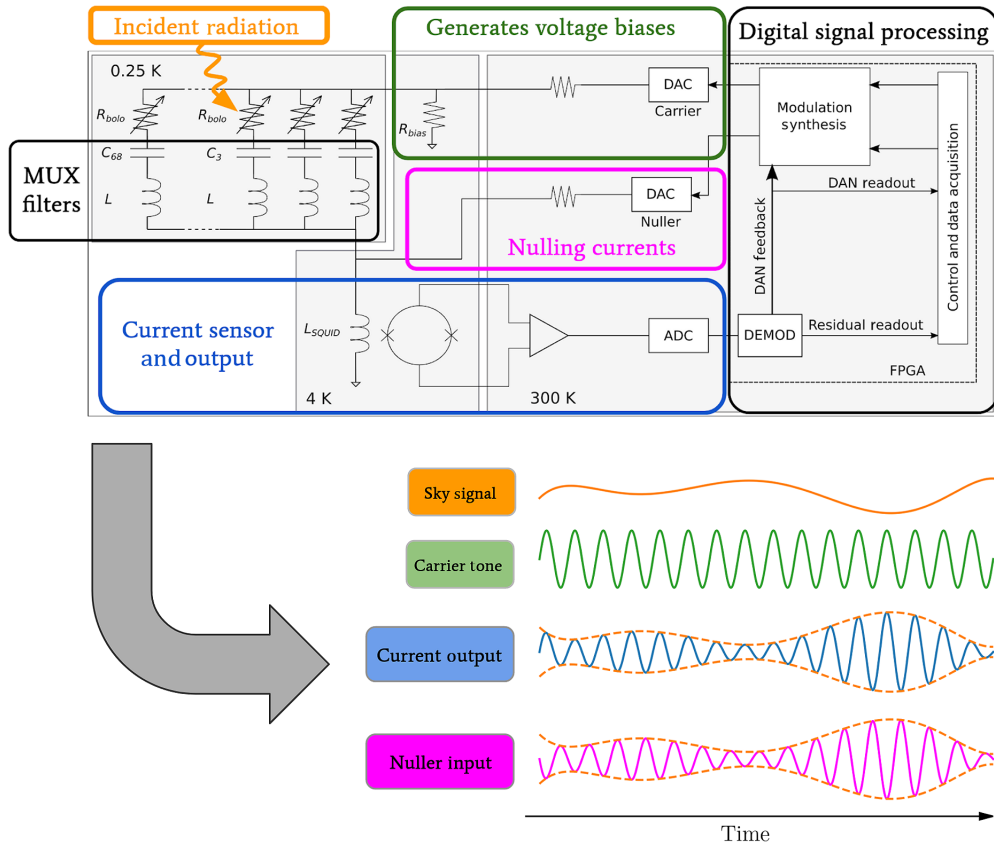 Incident radiation
Generates voltage biases
Digital signal processing
0.25 K
DAC
Carrier
Modulation
synthesis
R_bolo
R_bolo
R_bias
MUX
filters
C_68
C_3
L
L
DAC
Nuller
DAN readout
Nulling currents
DAN feedback
Control and data acquisition
Current sensor
and output
L_SQUID
ADC
DEMOD
Residual readout
FPGA
4 K
300 K
Sky signal
Carrier tone
Current output
Nuller input
Time